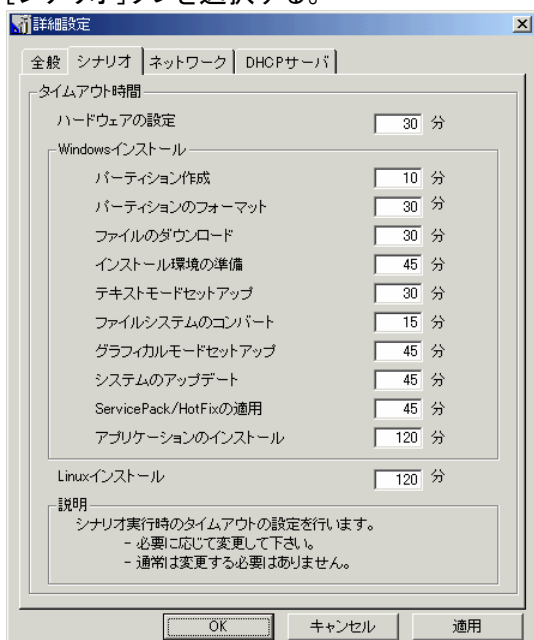 [シナリオ]タブを選択する。
詳細設定
全般 シナリオ ネットワーク DHCPサーバ
タイムアウト時間
ハードウェアの設定 30 分
Windowsインストール
パーティション作成 10 分
パーティションのフォーマット 30 分
ファイルのダウンロード 30 分
インストール環境の準備 45 分
テキストモードセットアップ 30 分
ファイルシステムのコンバート 15 分
グラフィカルモードセットアップ 45 分
システムのアップデート 45 分
ServicePack/HotFixの適用 45 分
アプリケーションのインストール 120 分
Linuxインストール 120 分
説明
シナリオ実行時のタイムアウトの設定を行います。
- 必要に応じて変更して下さい。
- 通常は変更する必要はありません。
OK キャンセル 適用